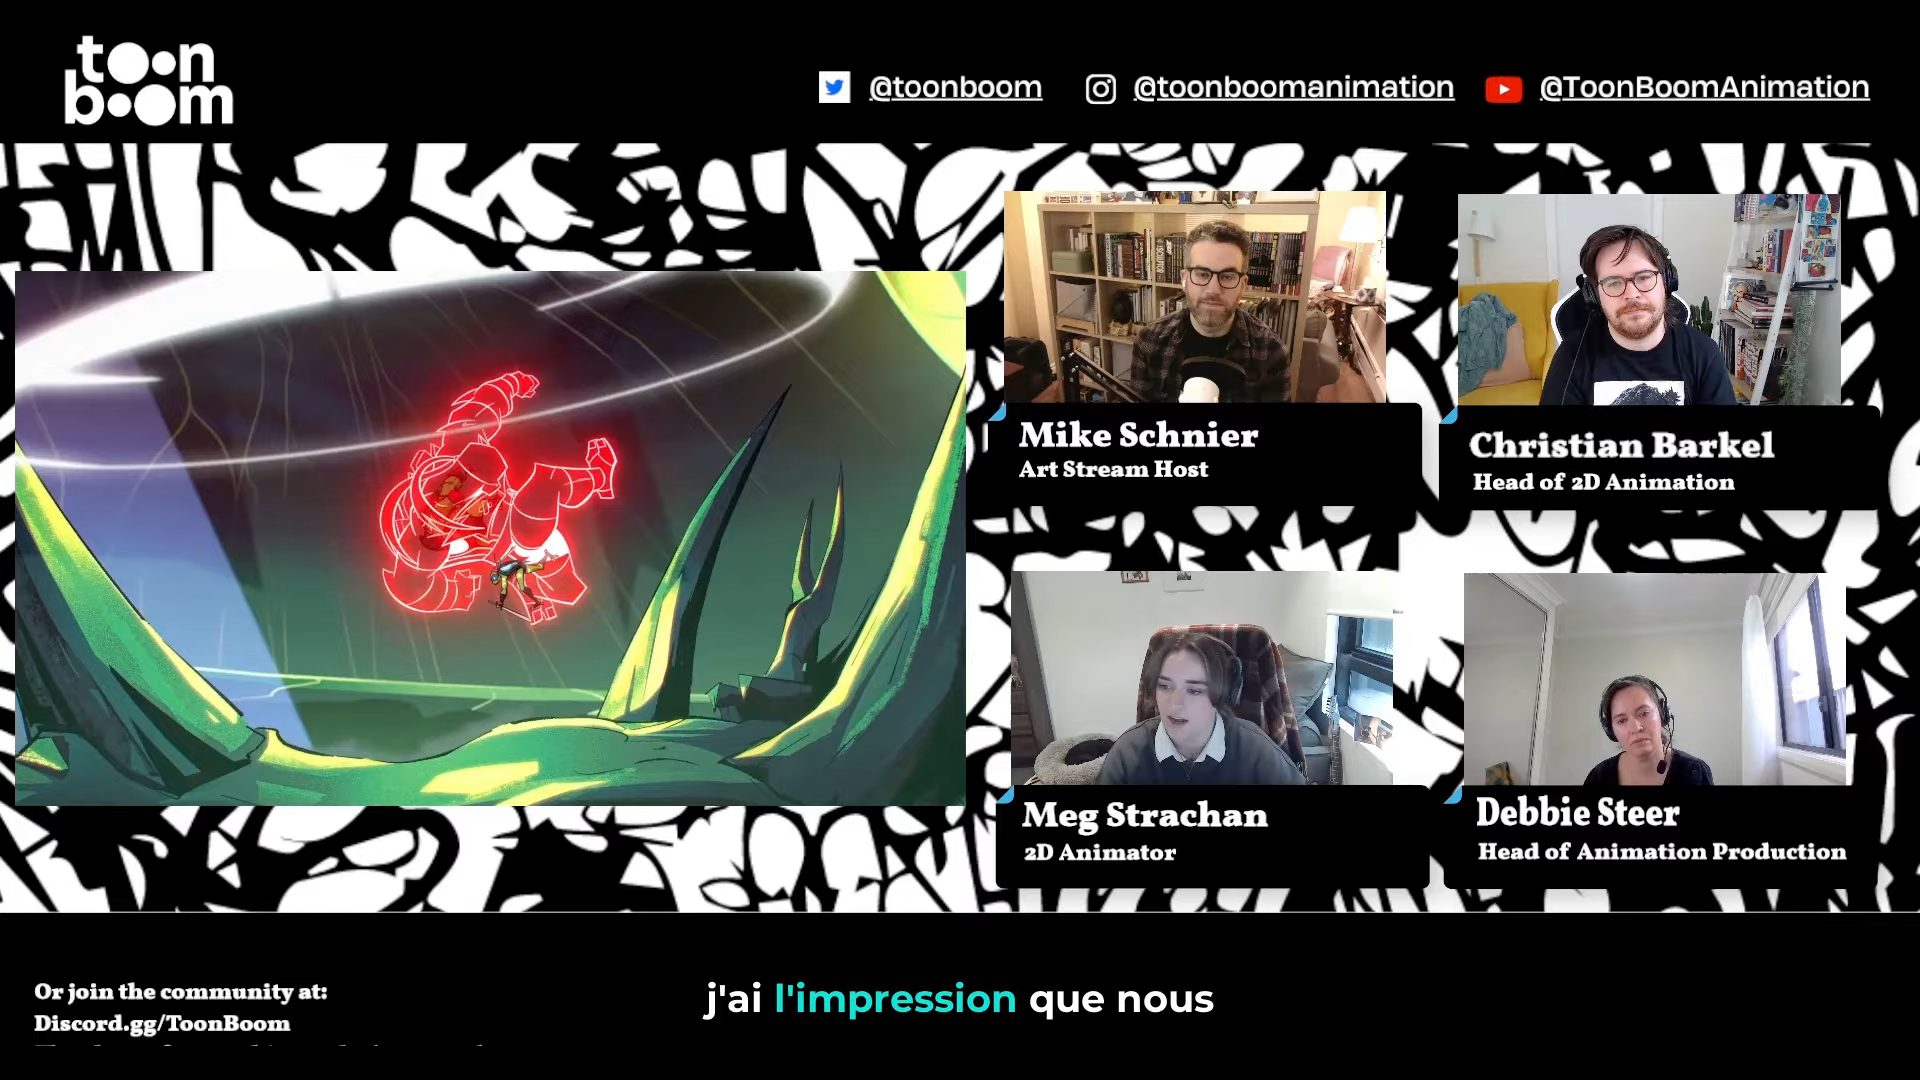 toon
boom
@toonboom
@toonboomanimation
@ToonBoomAnimation
Mike Schnier
Art Stream Host
Christian Barkel
Head of 2D Animation
Meg Strachan
2D Animator
Debbie Steer
Head of Animation Production
Or join the community at:
Discord.gg/ToonBoom
j'ai l'impression que nous